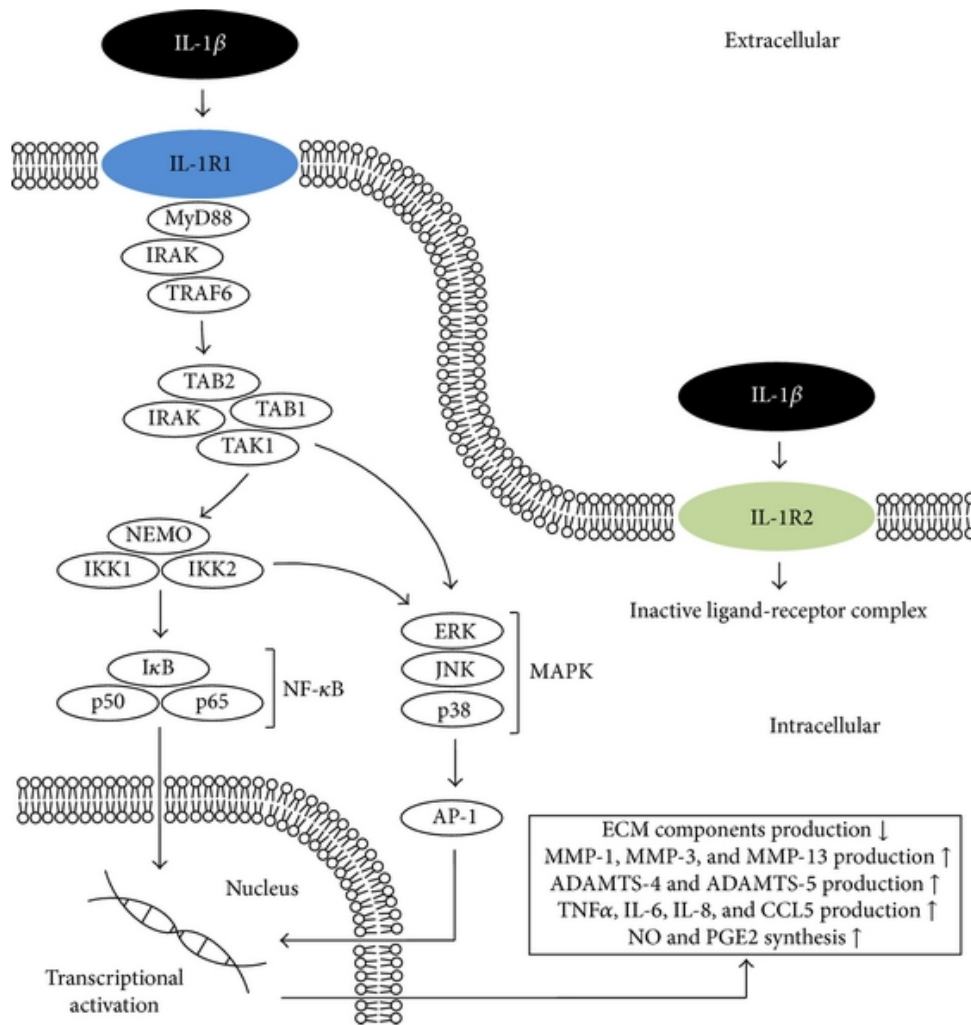 IL-1β
Extracellular
IL-1R1
MyD88
IRAK
TRAF6
TAB2
IRAK
TAB1
TAK1
IL-1β
IL-1R2
Inactive ligand-receptor complex
NEMO
IKK1
IKK2
ERK
JNK
p38
MAPK
IκB
p50
p65
NF-κB
Intracellular
AP-1
Nucleus
Transcriptional
activation
ECM components production ↓
MMP-1, MMP-3, and MMP-13 production ↑
ADAMTS-4 and ADAMTS-5 production ↑
TNFα, IL-6, IL-8, and CCL5 production ↑
NO and PGE2 synthesis ↑